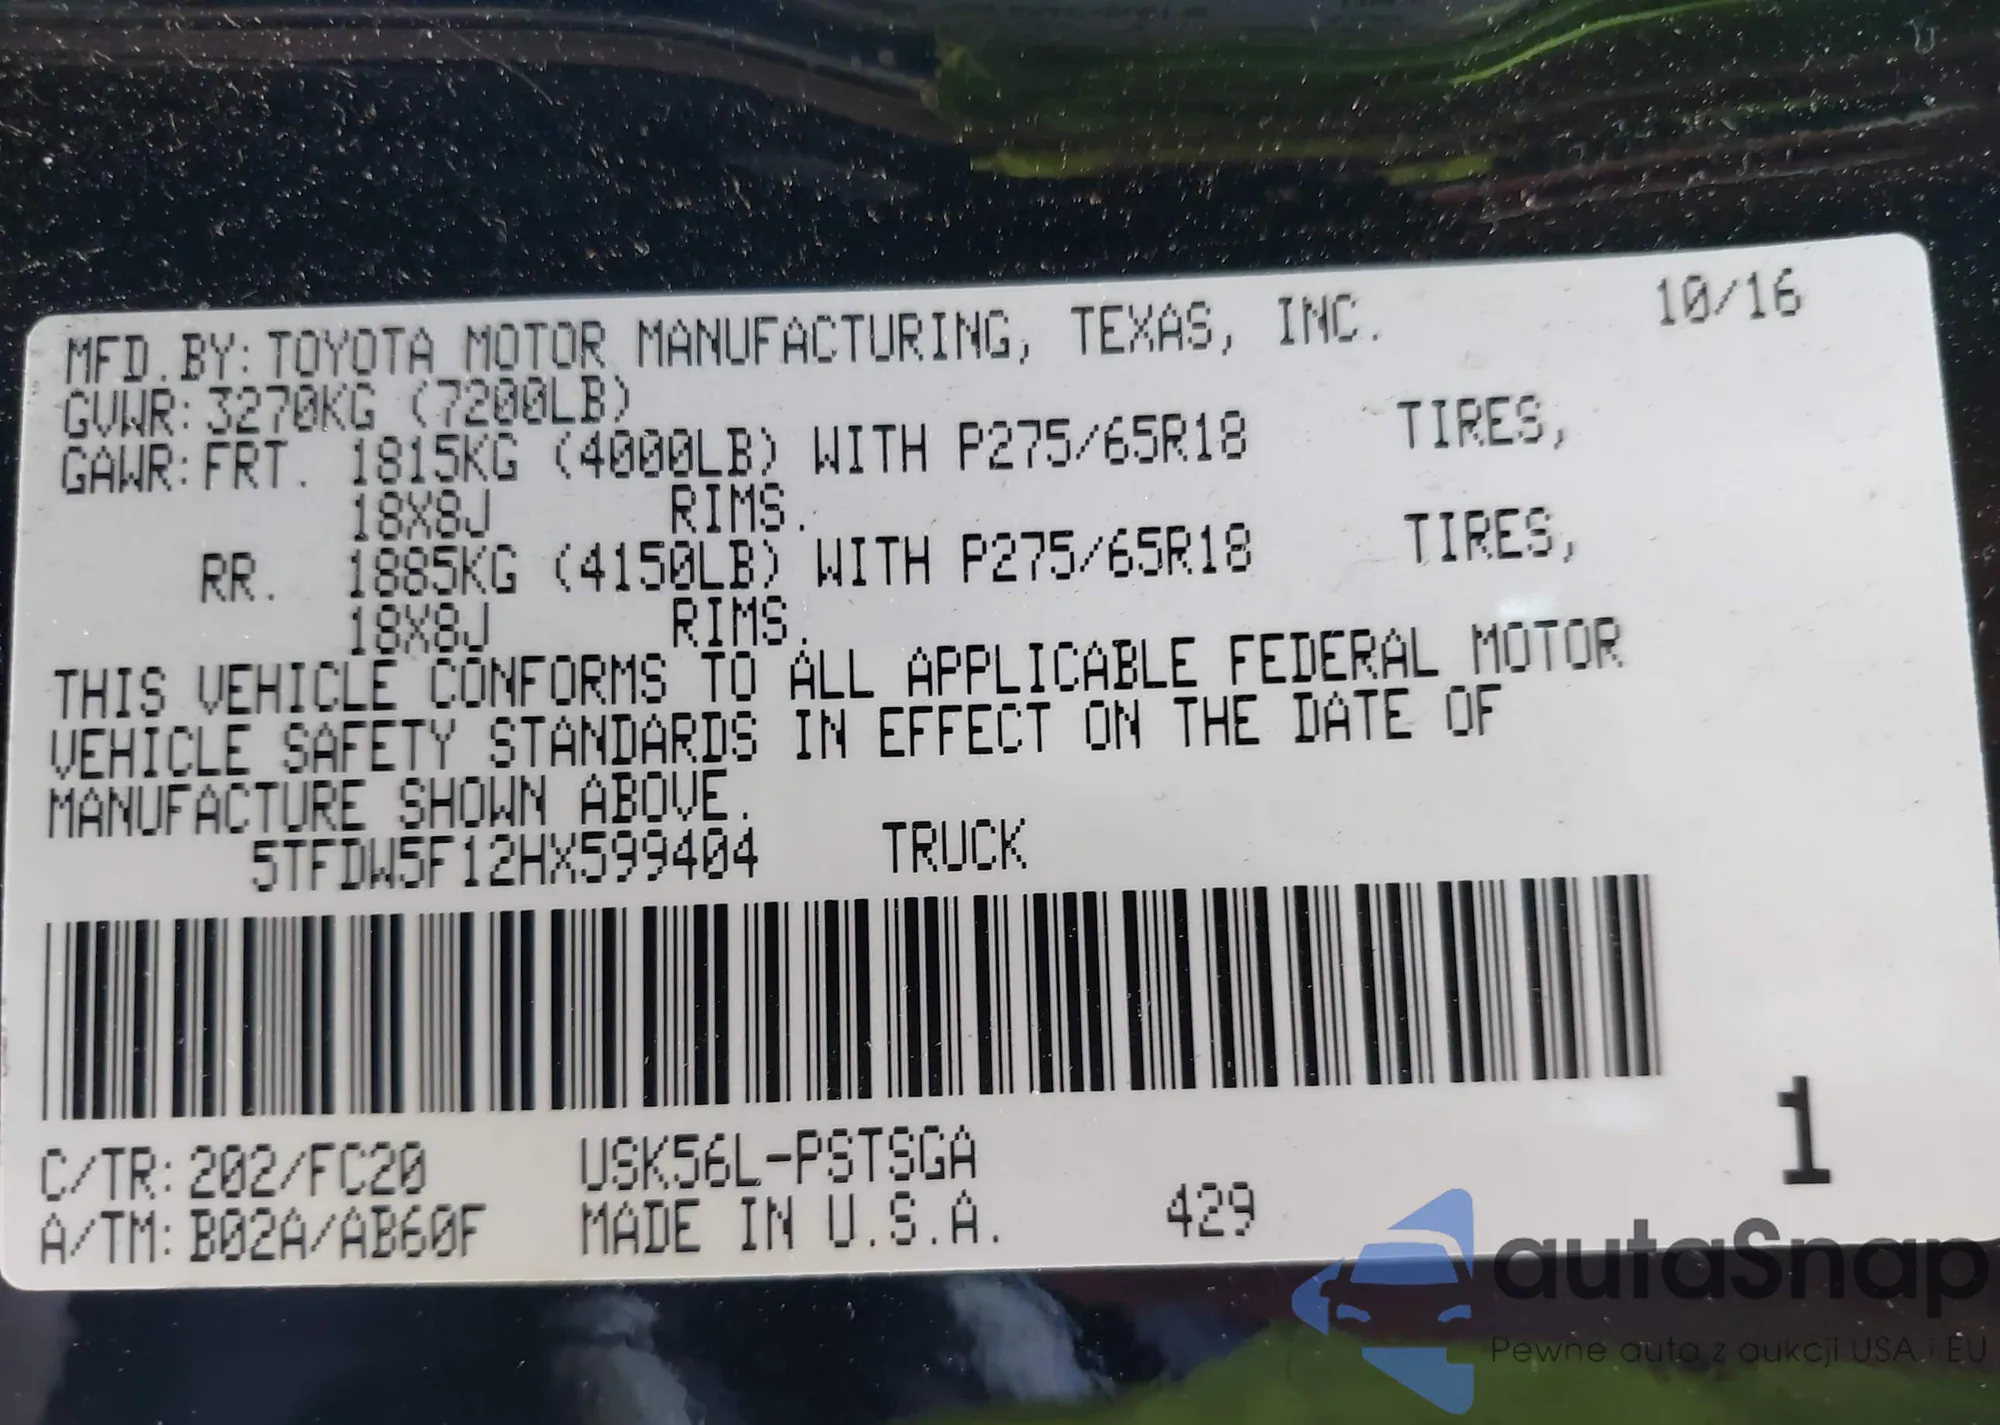 MFD.BY: TOYOTA MOTOR MANUFACTURING, TEXAS, INC. 10/16
GVWR: 3270KG (7200LB)
GAWR: FRT. 1815KG (4000LB) WITH P275/65R18 TIRES,
18X8J RIMS.
RR. 1885KG (4150LB) WITH P275/65R18 TIRES,
18X8J RIMS.
THIS VEHICLE CONFORMS TO ALL APPLICABLE FEDERAL MOTOR
VEHICLE SAFETY STANDARDS IN EFFECT ON THE DATE OF
MANUFACTURE SHOWN ABOVE.
5TFDW5F12HX599404 TRUCK
1
C/TR: 202/FC20 USK56L-PSTSGA
A/TM: B02A/AB60F MADE IN U.S.A. 429
autaSnap
Pewne auta z aukcji USA i EU